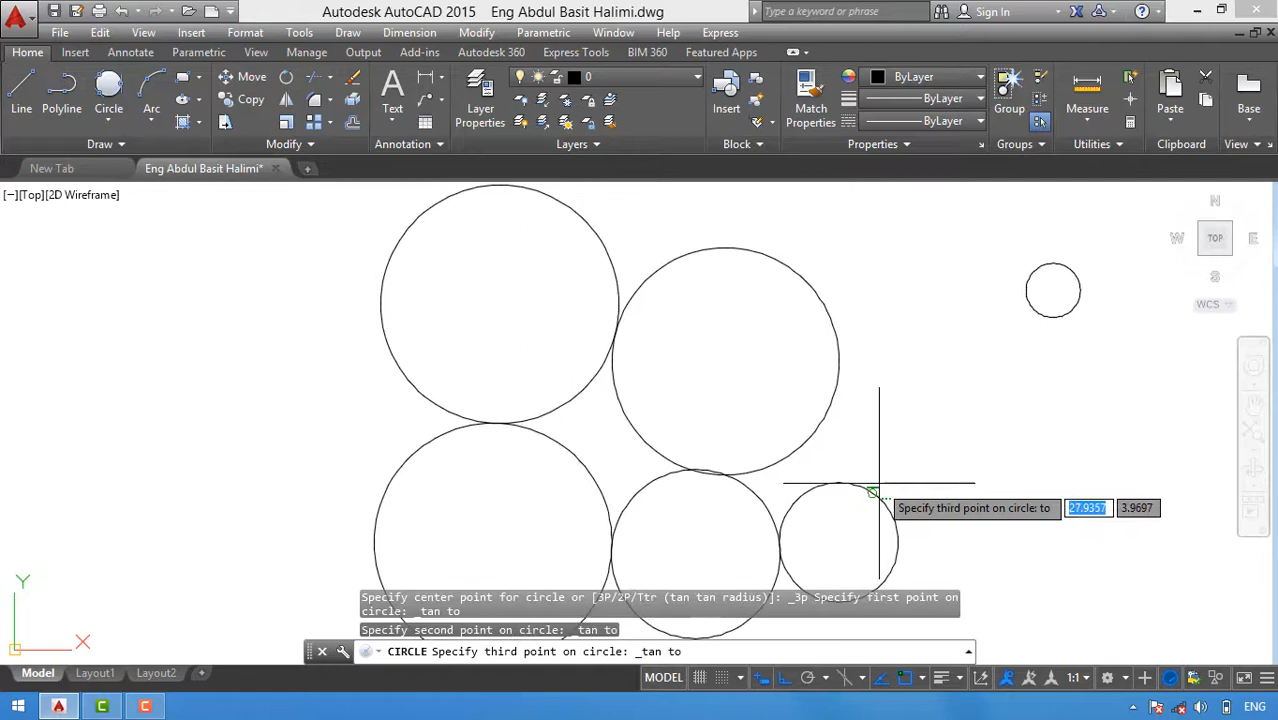 Autodesk AutoCAD 2015 Eng Abdul Basit Halimi.dwg
Type a keyword or phrase
Sign In
File Edit View Insert Format Tools Draw Dimension Modify Parametric Window Help Express
Home Insert Annotate Parametric View Manage Output Add-ins Autodesk 360 Express Tools BIM 360 Featured Apps
Line
Polyline
Circle
Arc
Move
Copy
Text
Layer
Properties
0
Insert
Match
Properties
ByLayer
ByLayer
ByLayer
Group
Measure
Paste
Base
Draw
Modify
Annotation
Layers
Block
Properties
Groups
Utilities
Clipboard
View
New Tab
Eng Abdul Basit Halimi*
[−][Top][2D Wireframe]
N
W
TOP
E
S
WCS
Specify third point on circle: to 27.9357 3.9697
Y
X
Specify center point for circle or [3P/2P/Ttr (tan tan radius)]: _3p Specify first point on
circle: _tan to
Specify second point on circle: _tan to
CIRCLE Specify third point on circle: _tan to
Model Layout1 Layout2
MODEL
1:1
ENG